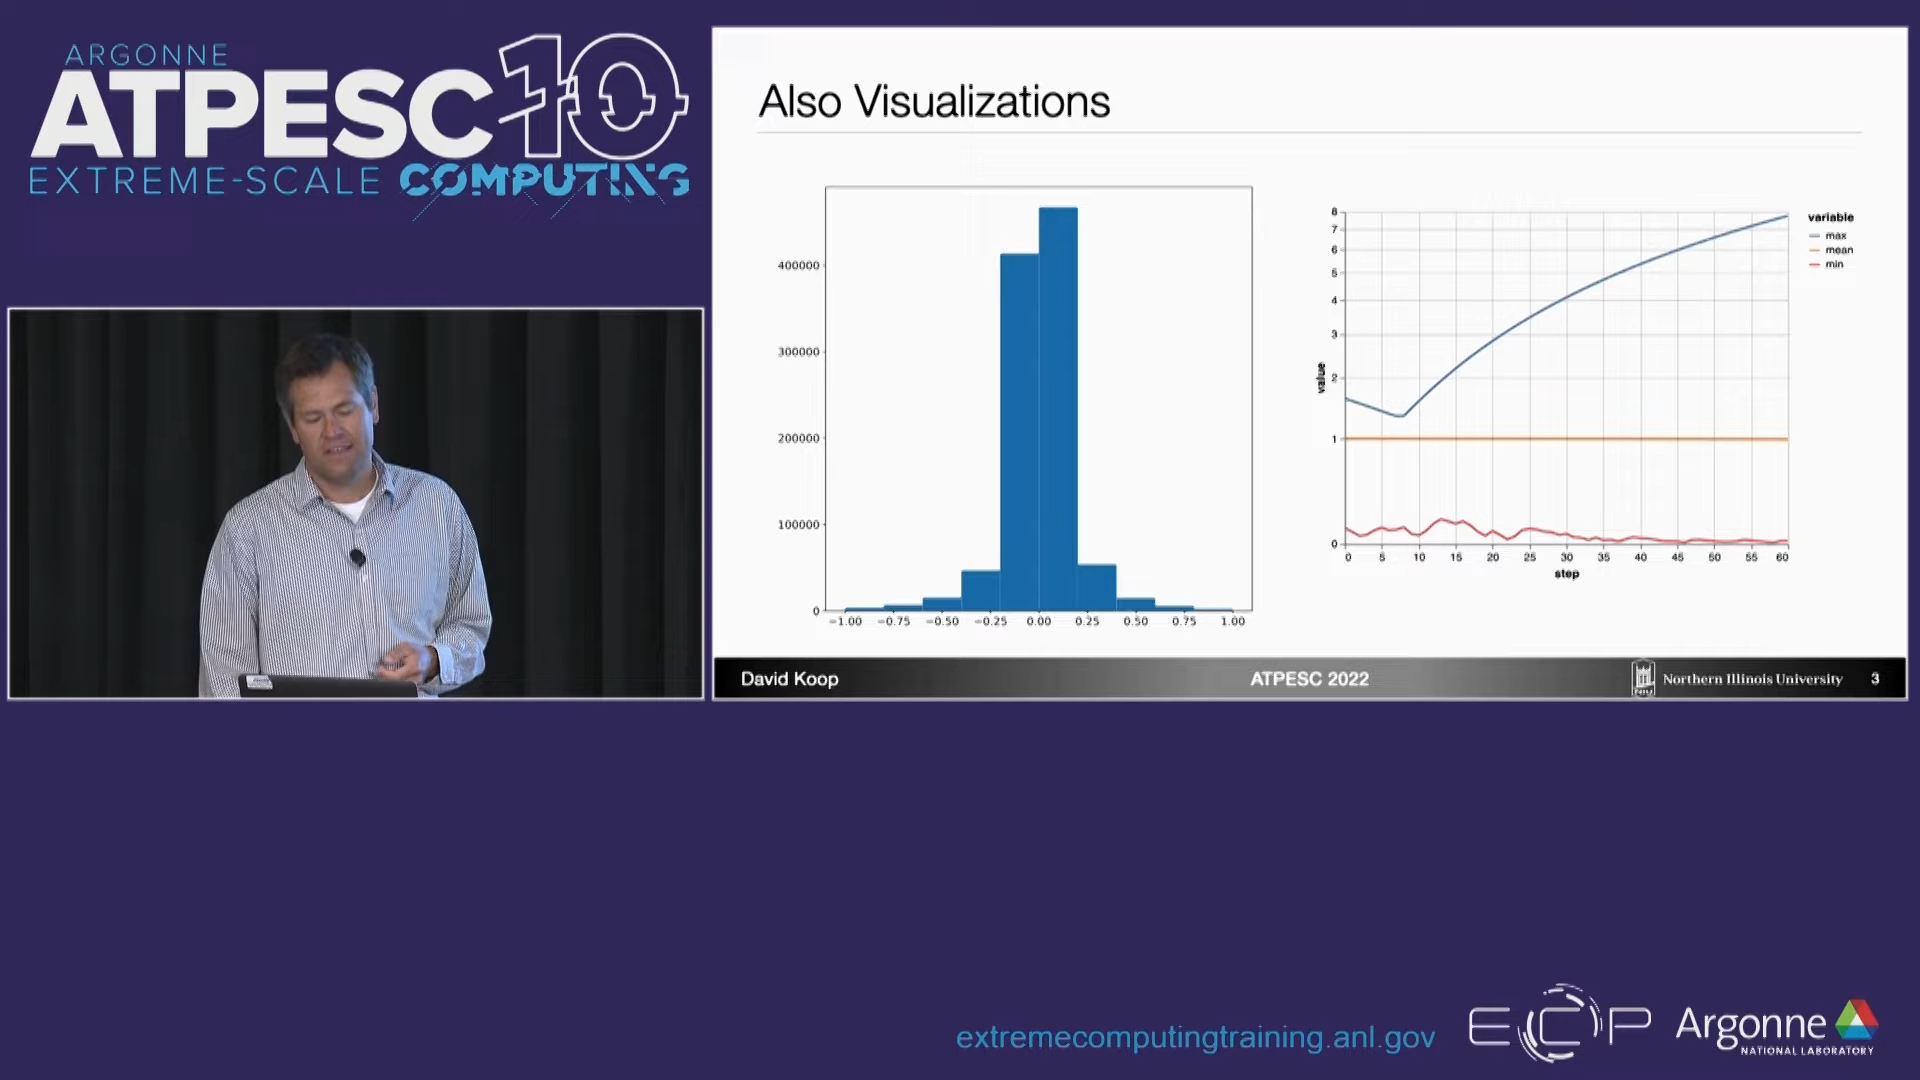 ARGONNE
ATPESC10
EXTREME-SCALE COMPUTING
Also Visualizations
400000
300000
200000
100000
0
−1.00 −0.75 −0.50 −0.25 0.00 0.25 0.50 0.75 1.00
8
7
6
5
4
3
2
1
0
value
0 5 10 15 20 25 30 35 40 45 50 55 60
step
variable
max
mean
min
David Koop ATPESC 2022 NIU Northern Illinois University 3
extremecomputingtraining.anl.gov
ECP
Argonne
NATIONAL LABORATORY